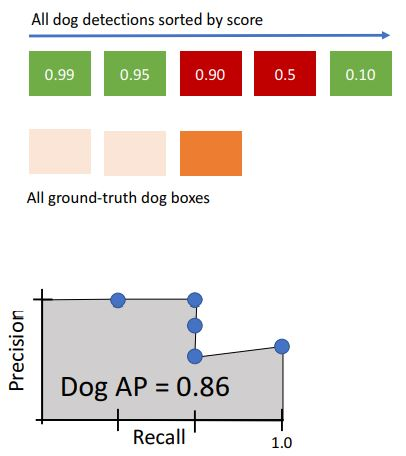 All dog detections sorted by score
0.99 0.95 0.90 0.5 0.10
All ground-truth dog boxes
Precision
Dog AP = 0.86
Recall
1.0